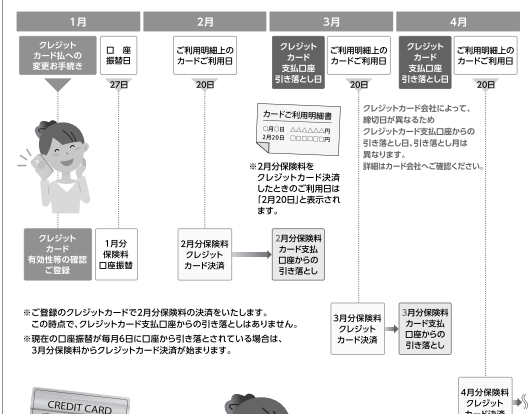 1月
2月
3月
4月
クレジット
カード払への
変更お手続き
口　座
振替日
27日
ご利用明細上の
カードご利用日
20日
クレジット
カード
支払口座
引き落とし日
ご利用明細上の
カードご利用日
20日
クレジット
カード
支払口座
引き落とし日
ご利用明細上の
カードご利用日
20日
カードご利用明細書
○月○日　△△△△△△円
2月20日　□□□□□□円
※2月分保険料を
クレジットカード決済
したときのご利用日は
「2月20日」と表示され
ます。
クレジットカード会社によって、
締切日が異なるため
クレジットカード支払口座からの
引き落とし日、引き落とし月は
異なります。
詳細はカード会社へご確認ください。
クレジット
カード
有効性等の確認
ご登録
1月分
保険料
口座振替
2月分保険料
クレジット
カード決済
2月分保険料
カード支払
口座からの
引き落とし
※ご登録のクレジットカードで2月分保険料の決済をいたします。
この時点で、クレジットカード支払口座からの引き落としはありません。
※現在の口座振替が毎月6日に口座から引き落とされている場合は、
3月分保険料からクレジットカード決済が始まります。
3月分保険料
クレジット
カード決済
3月分保険料
カード支払
口座からの
引き落とし
4月分保険料
クレジット
カード決済
CREDIT CARD